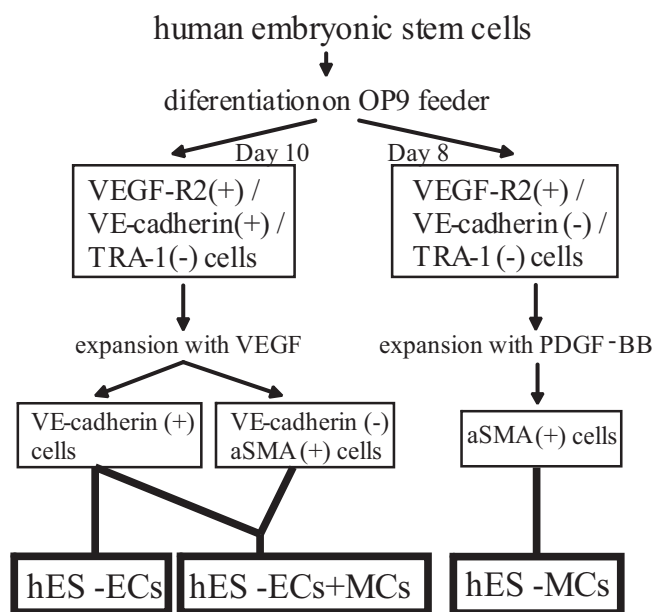 human embryonic stem cells
diferentiation on OP9 feeder
Day 10
Day 8
VEGF-R2(+) /
VE-cadherin(+) /
TRA-1(-) cells
VEGF-R2(+) /
VE-cadherin (-) /
TRA-1(-) cells
expansion with VEGF
expansion with PDGF-BB
VE-cadherin (+)
cells
VE-cadherin (-)
aSMA(+) cells
aSMA(+) cells
hES -ECs
hES -ECs+MCs
hES -MCs